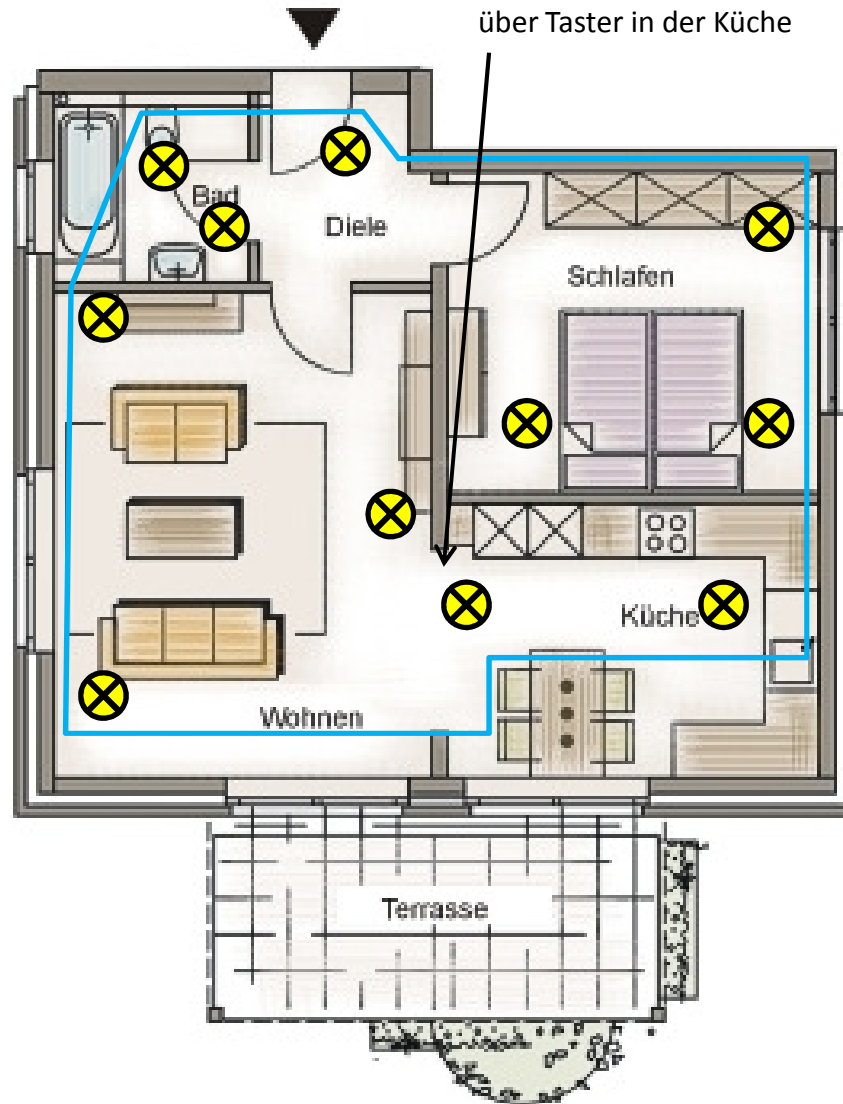 über Taster in der Küche
Bad
Diele
Schlafen
Küche
Wohnen
Terrasse